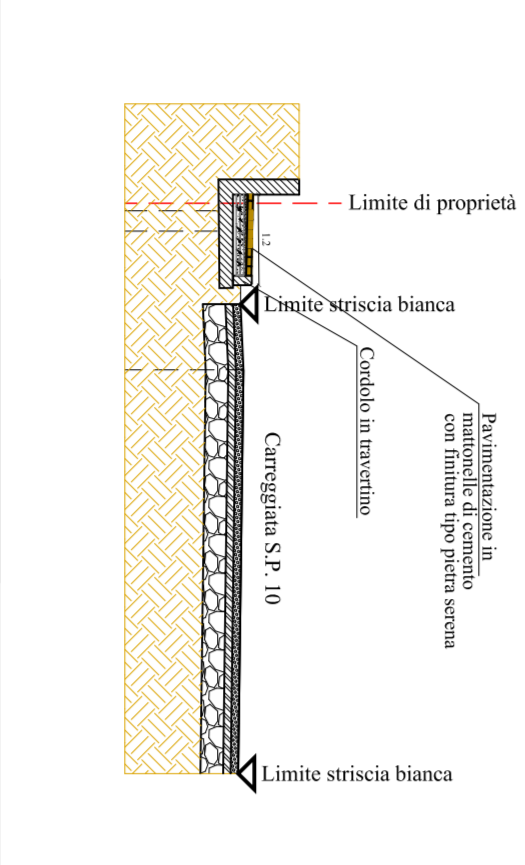 Limite di proprietà
1.2
Limite striscia bianca
Cordolo in travertino
Pavimentazione in
mattonelle di cemento
con finitura tipo pietra serena
Carreggiata S.P. 10
Limite striscia bianca